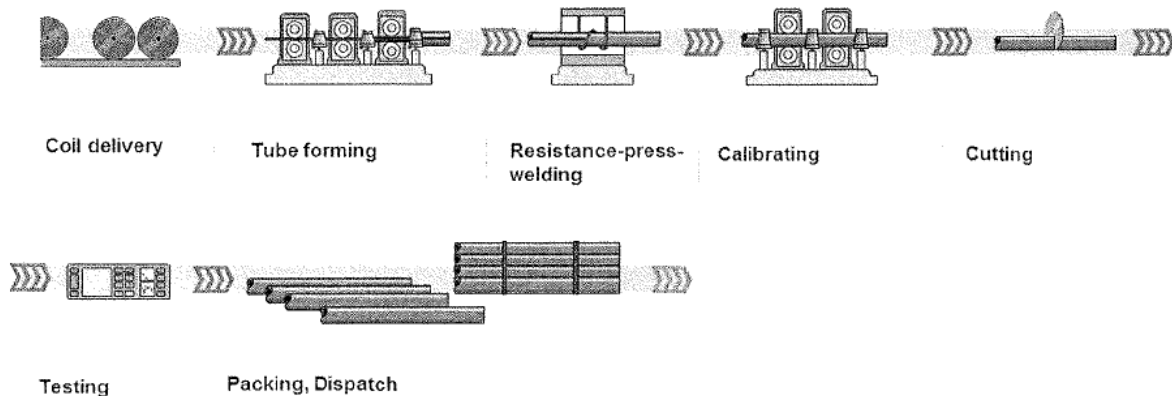 Coil delivery
Tube forming
Resistance-press-
welding
Calibrating
Cutting
Testing
Packing, Dispatch